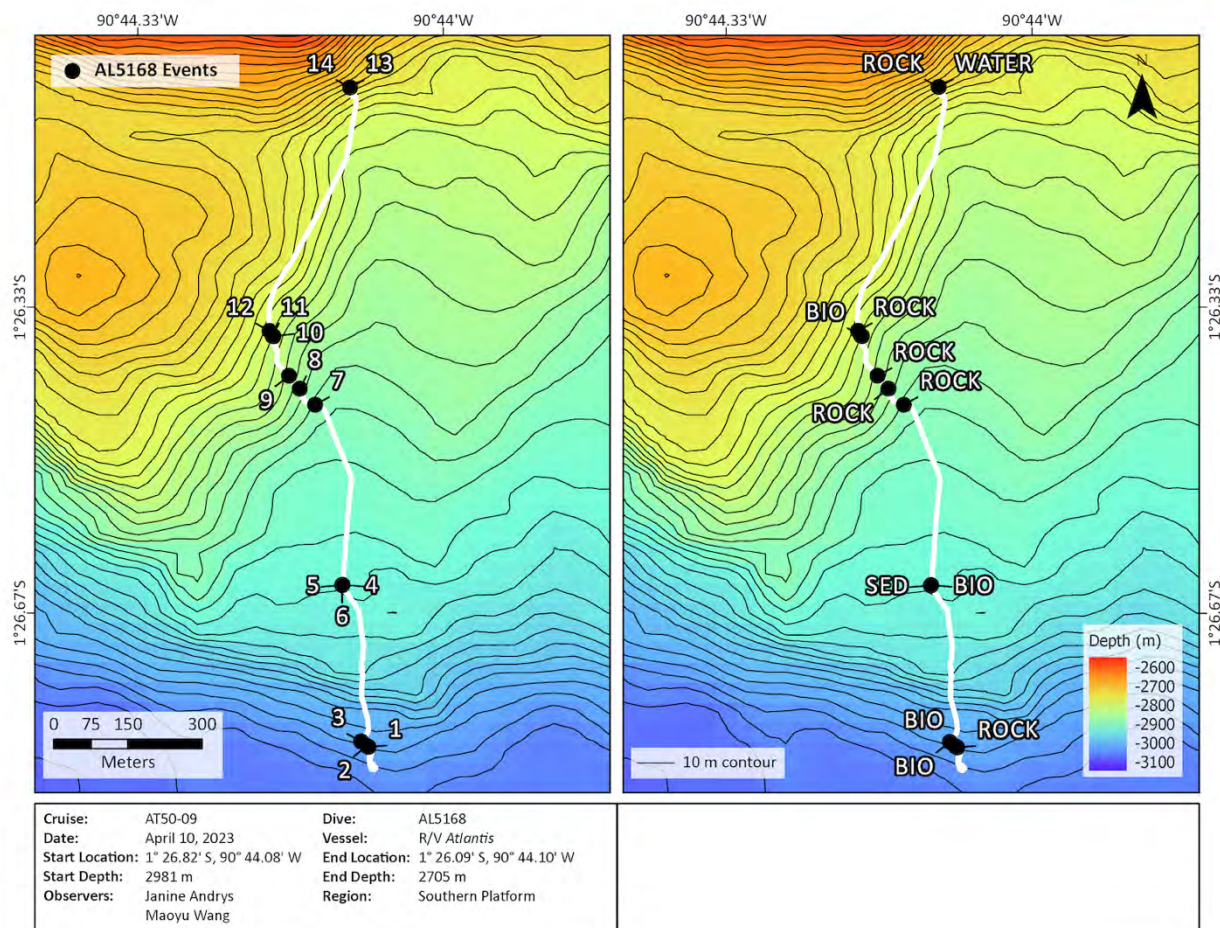 90°44.33'W
90°44'W
90°44.33'W
90°44'W
AL5168 Events
14
13
ROCK
WATER
N
1°26.33'S
1°26.33'S
12
11
10
BIO
ROCK
8
7
9
ROCK
ROCK
ROCK
5
4
6
SED
BIO
1°26.67'S
1°26.67'S
Depth (m)
-2600
-2700
-2800
-2900
-3000
-3100
3
1
2
BIO
ROCK
BIO
0 75 150 300
Meters
10 m contour
Cruise: AT50-09 Dive: AL5168
Date: April 10, 2023 Vessel: R/V Atlantis
Start Location: 1° 26.82' S, 90° 44.08' W End Location: 1° 26.09' S, 90° 44.10' W
Start Depth: 2981 m End Depth: 2705 m
Observers: Janine Andrys Region: Southern Platform
Maoyu Wang